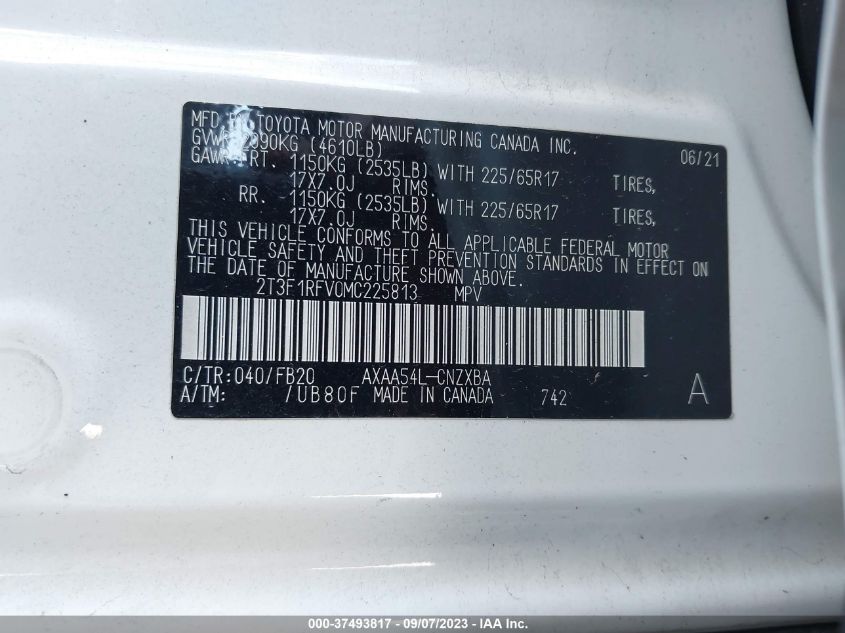 MFD. BY TOYOTA MOTOR MANUFACTURING CANADA INC. 06/21
GVWR 2090KG (4610LB)
GAWR FRT. 1150KG (2535LB) WITH 225/65R17 TIRES,
17X7.0J RIMS.
RR. 1150KG (2535LB) WITH 225/65R17 TIRES,
17X7.0J RIMS.
THIS VEHICLE CONFORMS TO ALL APPLICABLE FEDERAL MOTOR
VEHICLE SAFETY AND THEFT PREVENTION STANDARDS IN EFFECT ON
THE DATE OF MANUFACTURE SHOWN ABOVE.
2T3F1RFV0MC225813 MPV
C/TR:040/FB20 AXAA54L-CNZXBA
A/TM: /UB80F MADE IN CANADA 742 A
000-37493817 - 09/07/2023 - IAA Inc.